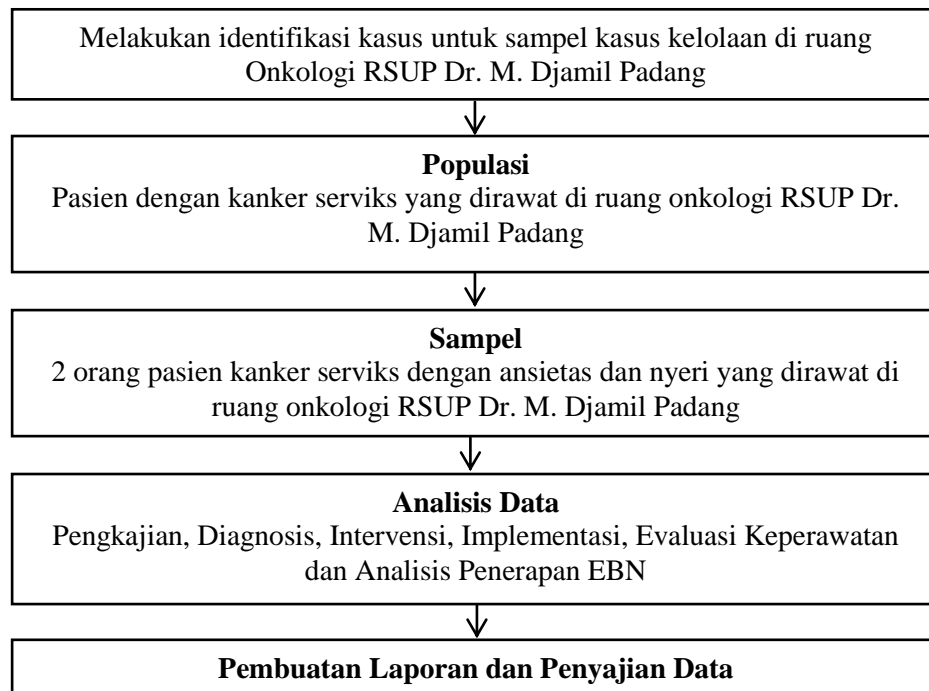 Melakukan identifikasi kasus untuk sampel kasus kelolaan di ruang
Onkologi RSUP Dr. M. Djamil Padang
Populasi
Pasien dengan kanker serviks yang dirawat di ruang onkologi RSUP Dr.
M. Djamil Padang
Sampel
2 orang pasien kanker serviks dengan ansietas dan nyeri yang dirawat di
ruang onkologi RSUP Dr. M. Djamil Padang
Analisis Data
Pengkajian, Diagnosis, Intervensi, Implementasi, Evaluasi Keperawatan
dan Analisis Penerapan EBN
Pembuatan Laporan dan Penyajian Data